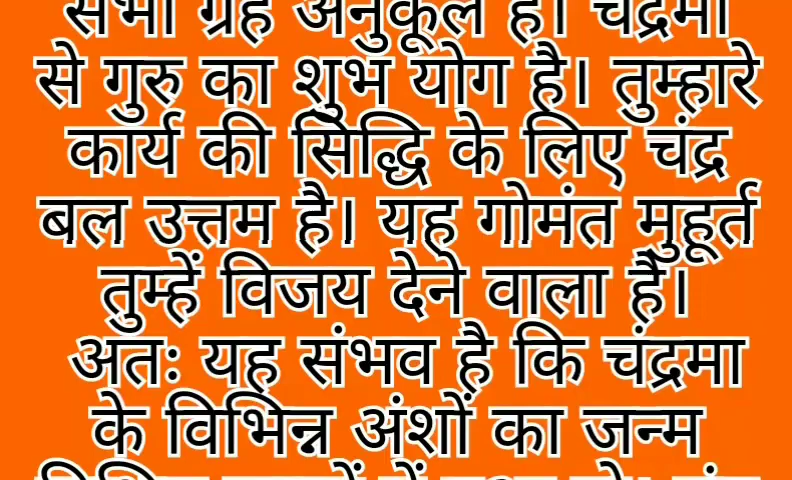 सभी ग्रह अनुकूल हैं। चंद्रमा
से गुरु का शुभ योग है। तुम्हारे
कार्य की सिद्धि के लिए चंद्र
बल उत्तम है। यह गोमंत मुहूर्त
तुम्हें विजय देने वाला है।
अतः यह संभव है कि चंद्रमा
के विभिन्न अंशों का जन्म